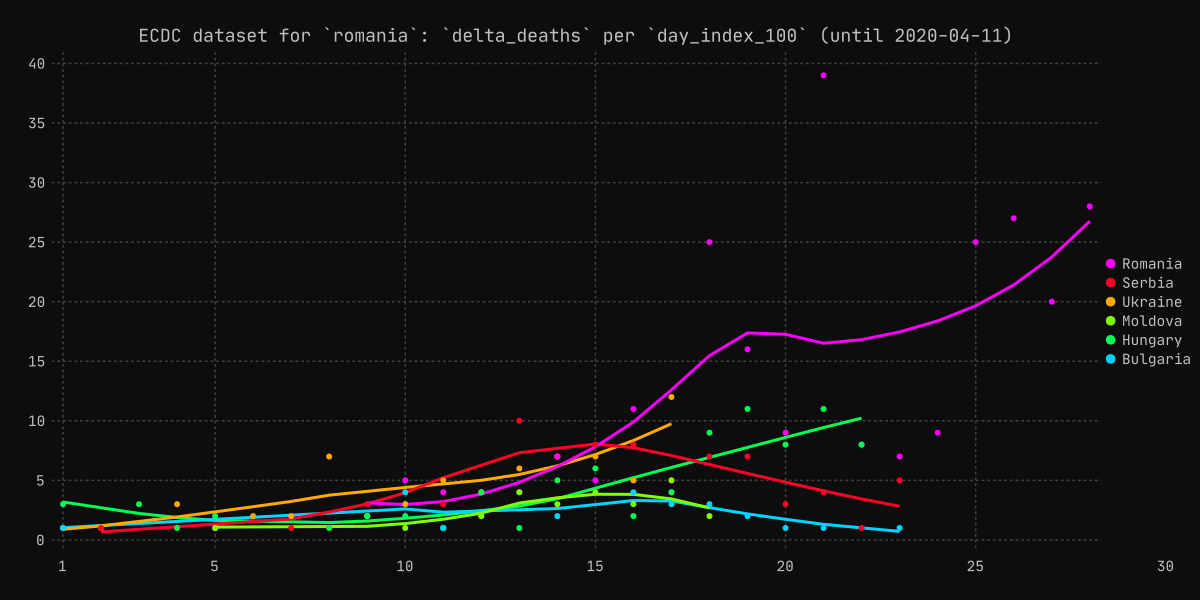 ECDC dataset for `romania`: `delta_deaths` per `day_index_100` (until 2020-04-11)
40
35
30
25
20
15
10
5
0
1 5 10 15 20 25 30
Romania
Serbia
Ukraine
Moldova
Hungary
Bulgaria